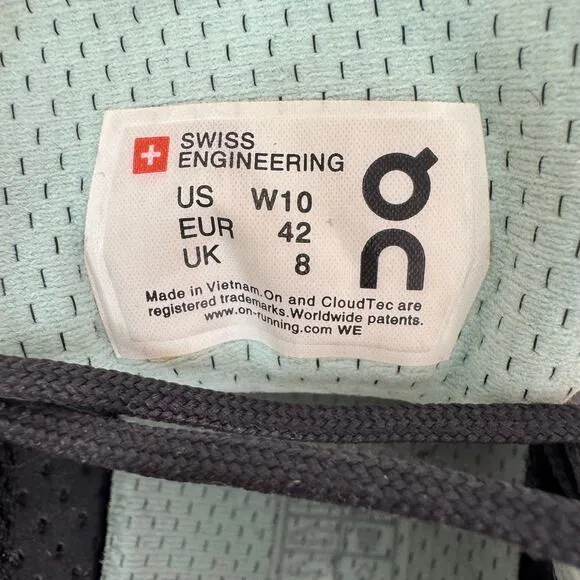 SWISS
ENGINEERING
US W10
EUR 42
UK 8
On
Made in Vietnam.On and CloudTec are
registered trademarks.Worldwide patents.
www.on-running.com WE